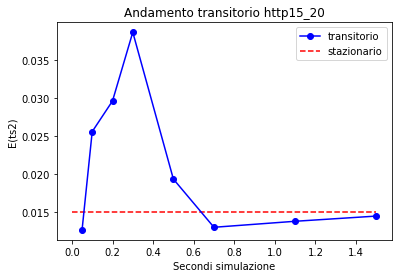 Andamento transitorio http15_20
transitorio
stazionario
E(ts2)
0.035
0.030
0.025
0.020
0.015
0.0 0.2 0.4 0.6 0.8 1.0 1.2 1.4
Secondi simulazione